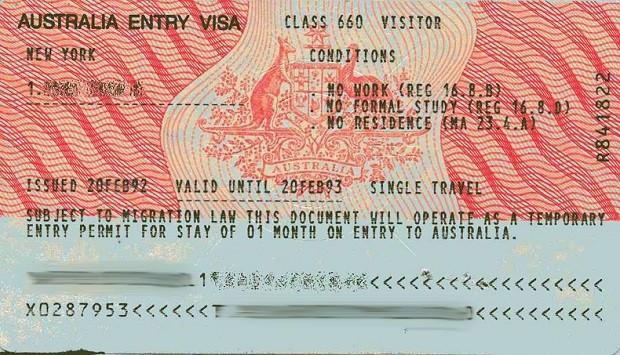 AUSTRALIA ENTRY VISA CLASS 660 VISITOR
NEW YORK CONDITIONS
1.
. NO WORK (REG 16.8.B)
. NO FORMAL STUDY (REG 16.8.D)
. NO RESIDENCE (MA 23.4.A)
R841822
AUSTRALIA
ISSUED 20FEB92 VALID UNTIL 20FEB93 SINGLE TRAVEL
SUBJECT TO MIGRATION LAW THIS DOCUMENT WILL OPERATE AS A TEMPORARY
ENTRY PERMIT FOR STAY OF 01 MONTH ON ENTRY TO AUSTRALIA.
X0287953<<<<<<